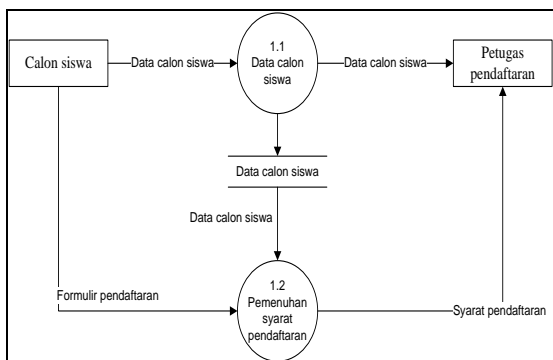 1.1
Data calon
siswa
Calon siswa
Data calon siswa
Data calon siswa
Petugas
pendaftaran
Data calon siswa
Data calon siswa
1.2
Pemenuhan
syarat
pendaftaran
Formulir pendaftaran
Syarat pendaftaran